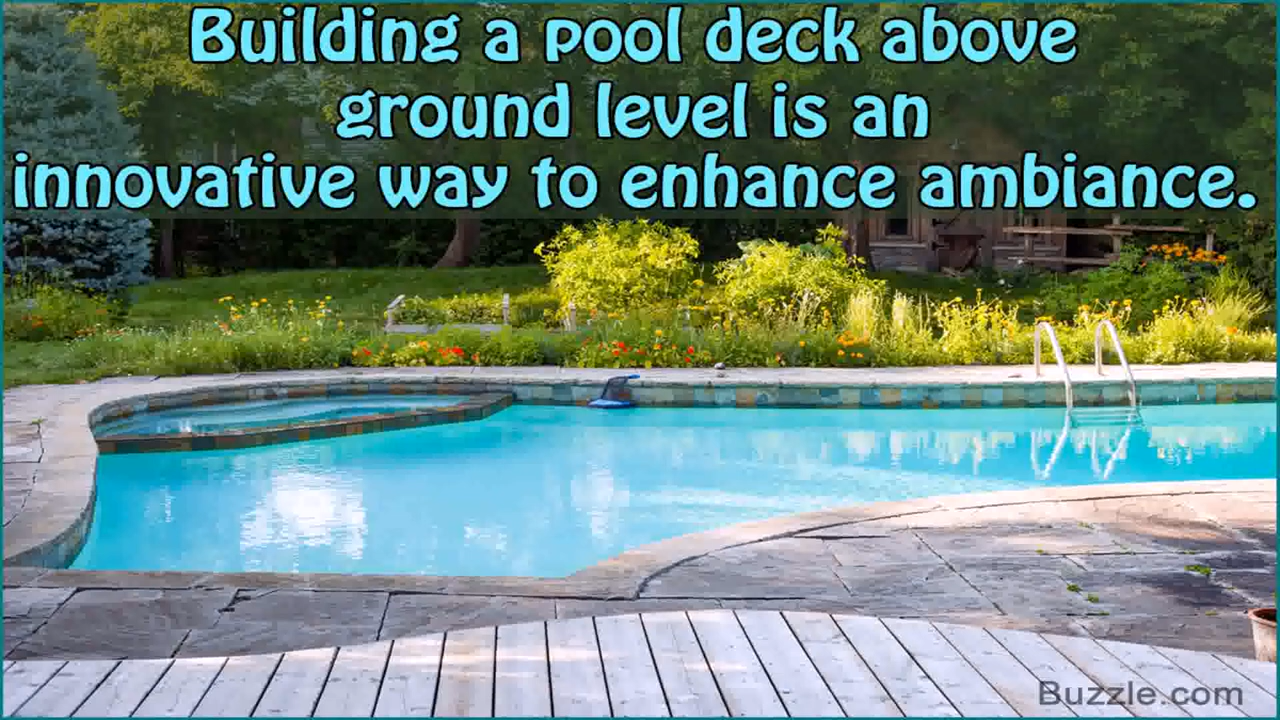 Building a pool deck above
ground level is an
innovative way to enhance ambiance.
Buzzle.com